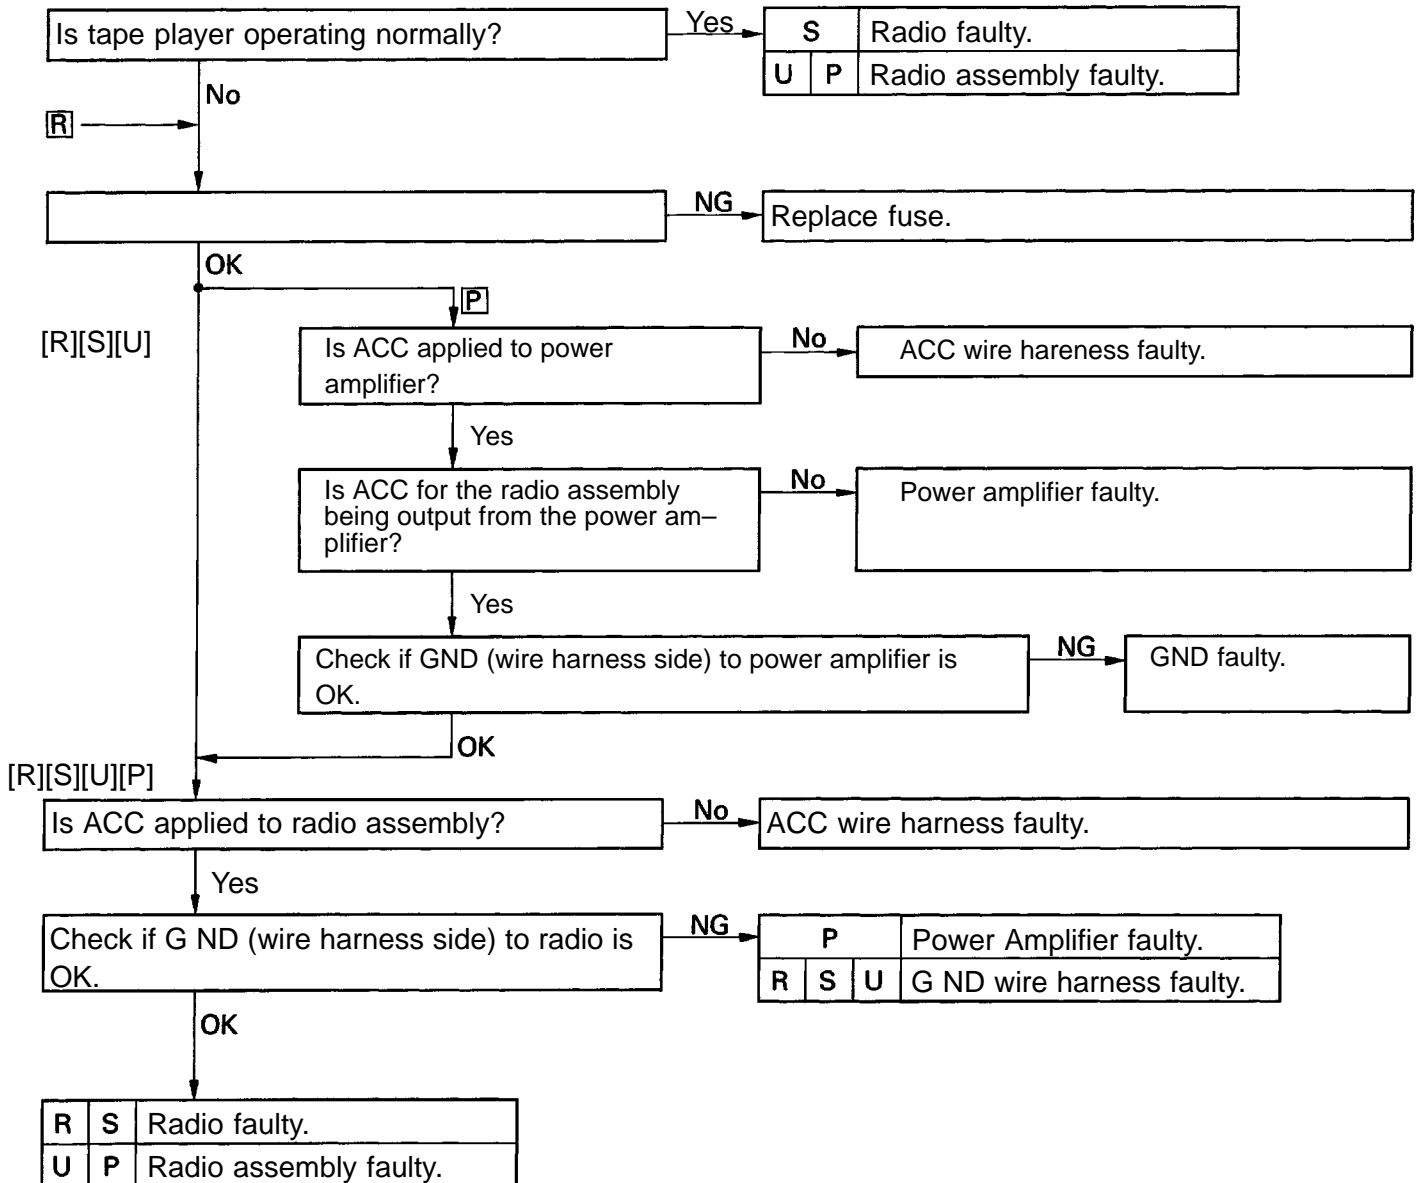 Is tape player operating normally?
Yes
S Radio faulty.
U P Radio assembly faulty.
No
R
NG
Replace fuse.
OK
P
[R][S][U]
Is ACC applied to power
amplifier?
No
ACC wire hareness faulty.
Yes
Is ACC for the radio assembly
being output from the power am–
plifier?
No
Power amplifier faulty.
Yes
Check if GND (wire harness side) to power amplifier is
OK.
NG
GND faulty.
OK
[R][S][U][P]
Is ACC applied to radio assembly?
No
ACC wire harness faulty.
Yes
Check if G ND (wire harness side) to radio is
OK.
NG
P Power Amplifier faulty.
R S U G ND wire harness faulty.
OK
R S Radio faulty.
U P Radio assembly faulty.